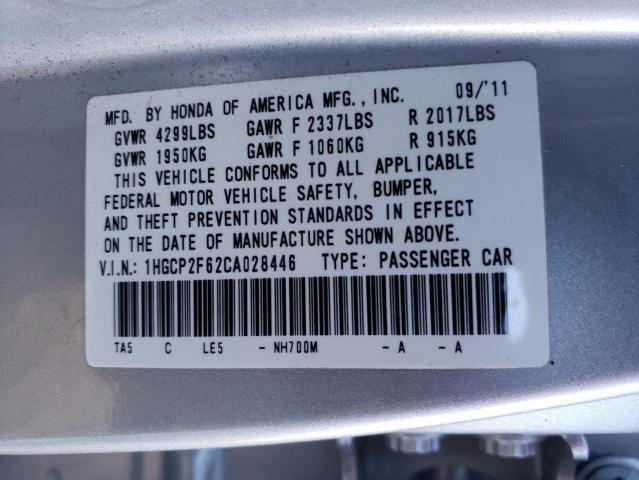 MFD. BY HONDA OF AMERICA MFG., INC. 09/'11
GVWR 4299LBS GAWR F 2337LBS R 2017LBS
GVWR 1950KG GAWR F 1060KG R 915KG
THIS VEHICLE CONFORMS TO ALL APPLICABLE
FEDERAL MOTOR VEHICLE SAFETY, BUMPER,
AND THEFT PREVENTION STANDARDS IN EFFECT
ON THE DATE OF MANUFACTURE SHOWN ABOVE.
V.I.N.: 1HGCP2F62CA028446 TYPE: PASSENGER CAR
TA5 C LE5 - NH700M - A - A